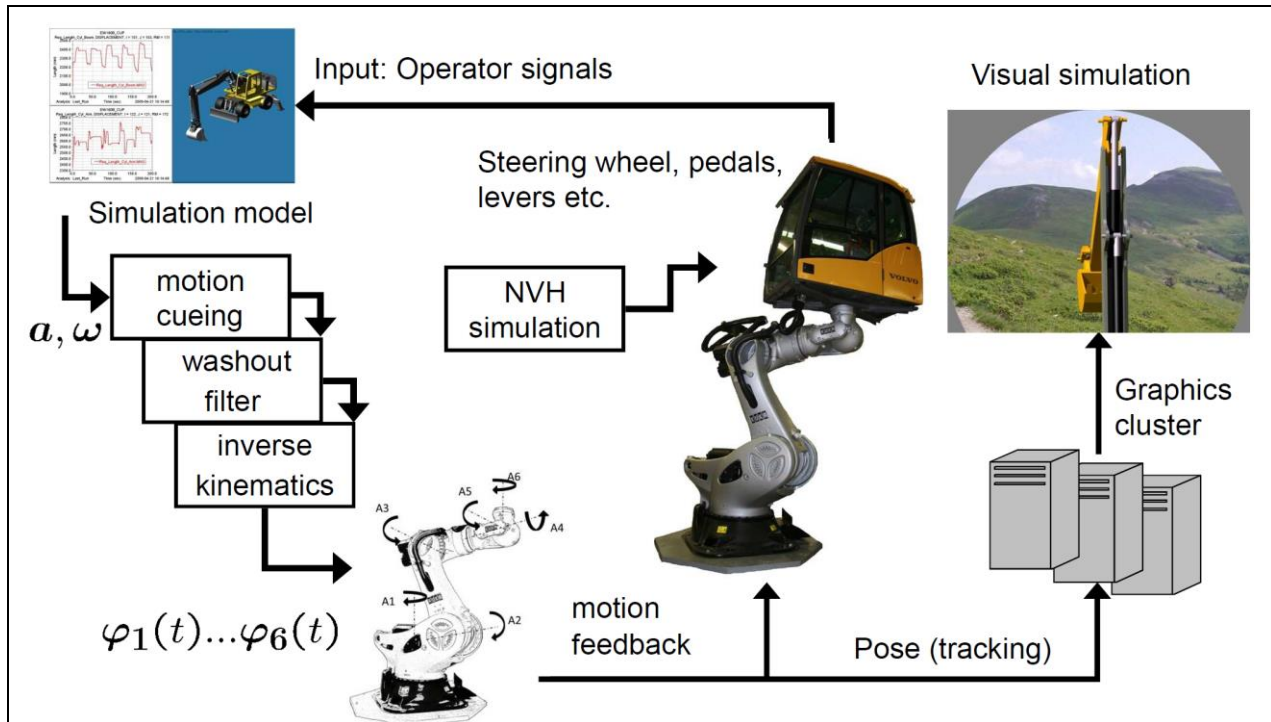 Input: Operator signals
Visual simulation
Steering wheel, pedals,
levers etc.
Simulation model
motion
cueing
a, ω
washout
filter
inverse
kinematics
NVH
simulation
VOLVO
Graphics
cluster
A6
A5
A3
A4
A1
A2
φ₁(t)...φ₆(t)
motion
feedback
Pose (tracking)